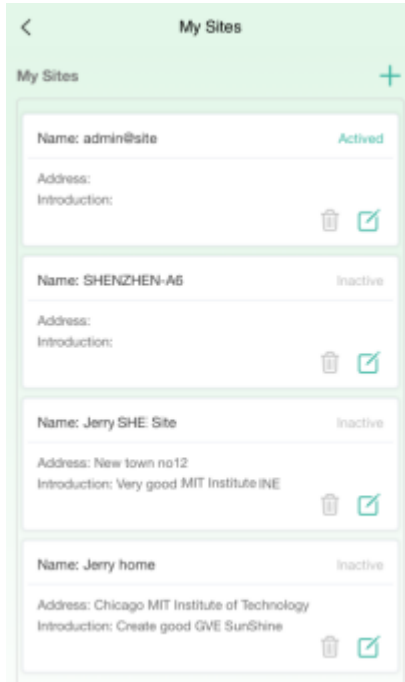 My Sites
My Sites
Name: admin@site Actived
Address:
Introduction:
Name: SHENZHEN-A6 Inactive
Address:
Introduction:
Name: Jerry SHE Site Inactive
Address: New town no12
Introduction: Very good MIT Institute INE
Name: Jerry home Inactive
Address: Chicago MIT Institute of Technology
Introduction: Create good GVE SunShine